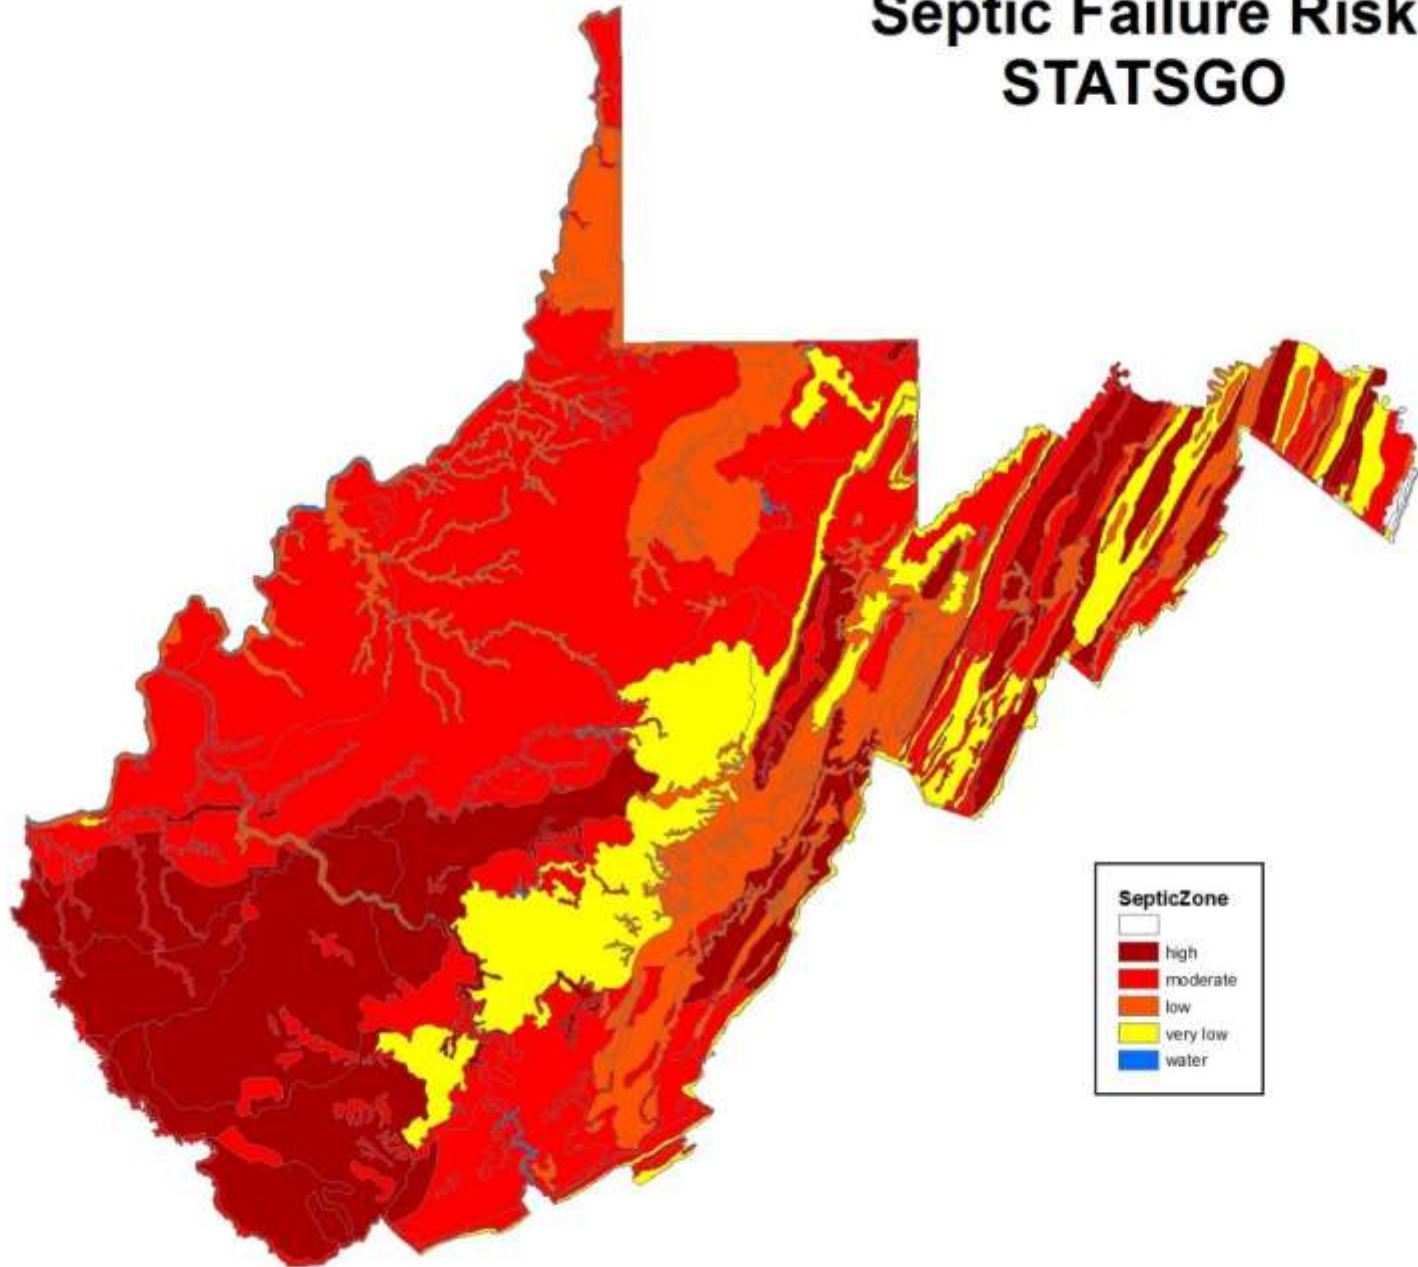 Septic Failure Risk
STATSGO
SepticZone
high
moderate
low
very low
water